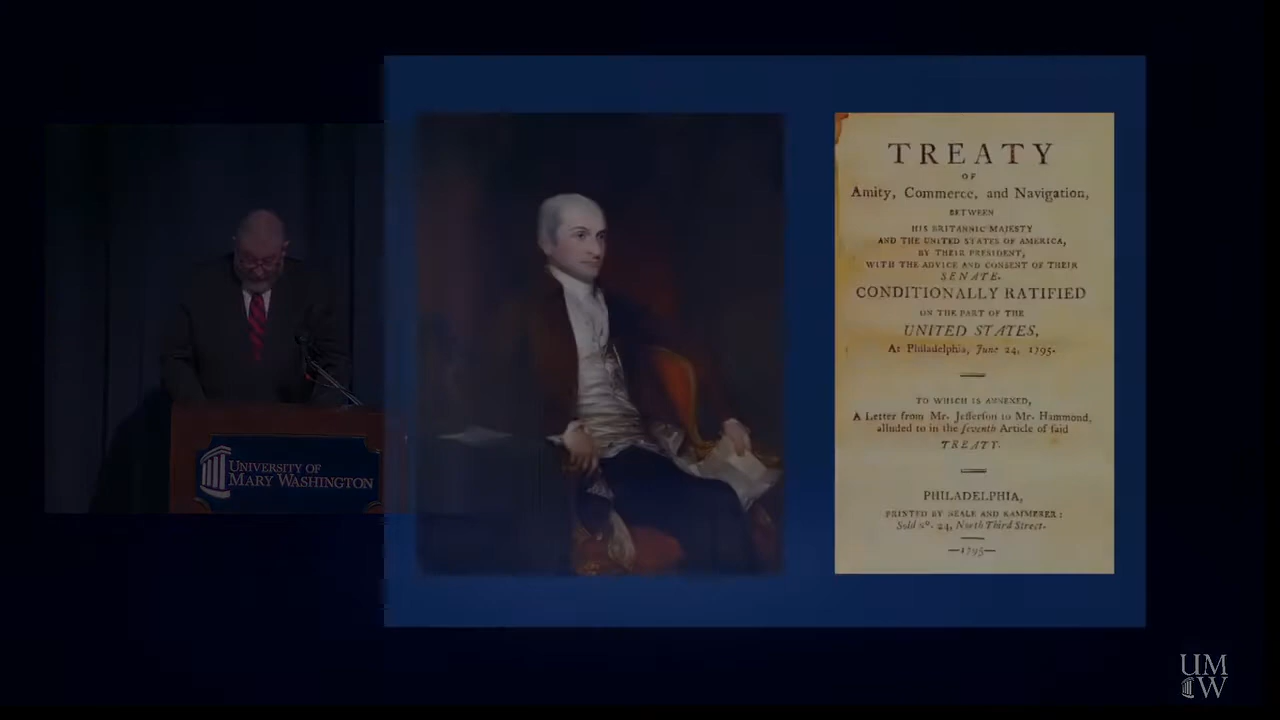 UNIVERSITY OF
MARY WASHINGTON
TREATY
OF
Amity, Commerce, and Navigation,
BETWEEN
HIS BRITANNIC MAJESTY
AND THE UNITED STATES OF AMERICA,
BY THEIR PRESIDENT,
WITH THE ADVICE AND CONSENT OF THEIR
SENATE.
CONDITIONALLY RATIFIED
ON THE PART OF THE
UNITED STATES,
At Philadelphia, June 24, 1795.
TO WHICH IS ANNEXED,
A Letter from Mr. Jefferson to Mr. Hammond,
alluded to in the ſeventh Article of ſaid
TREATY.
PHILADELPHIA,
PRINTED BY NEALE AND KAMMERER:
Sold nº. 24, North Third Street.
—1795—
UM
W